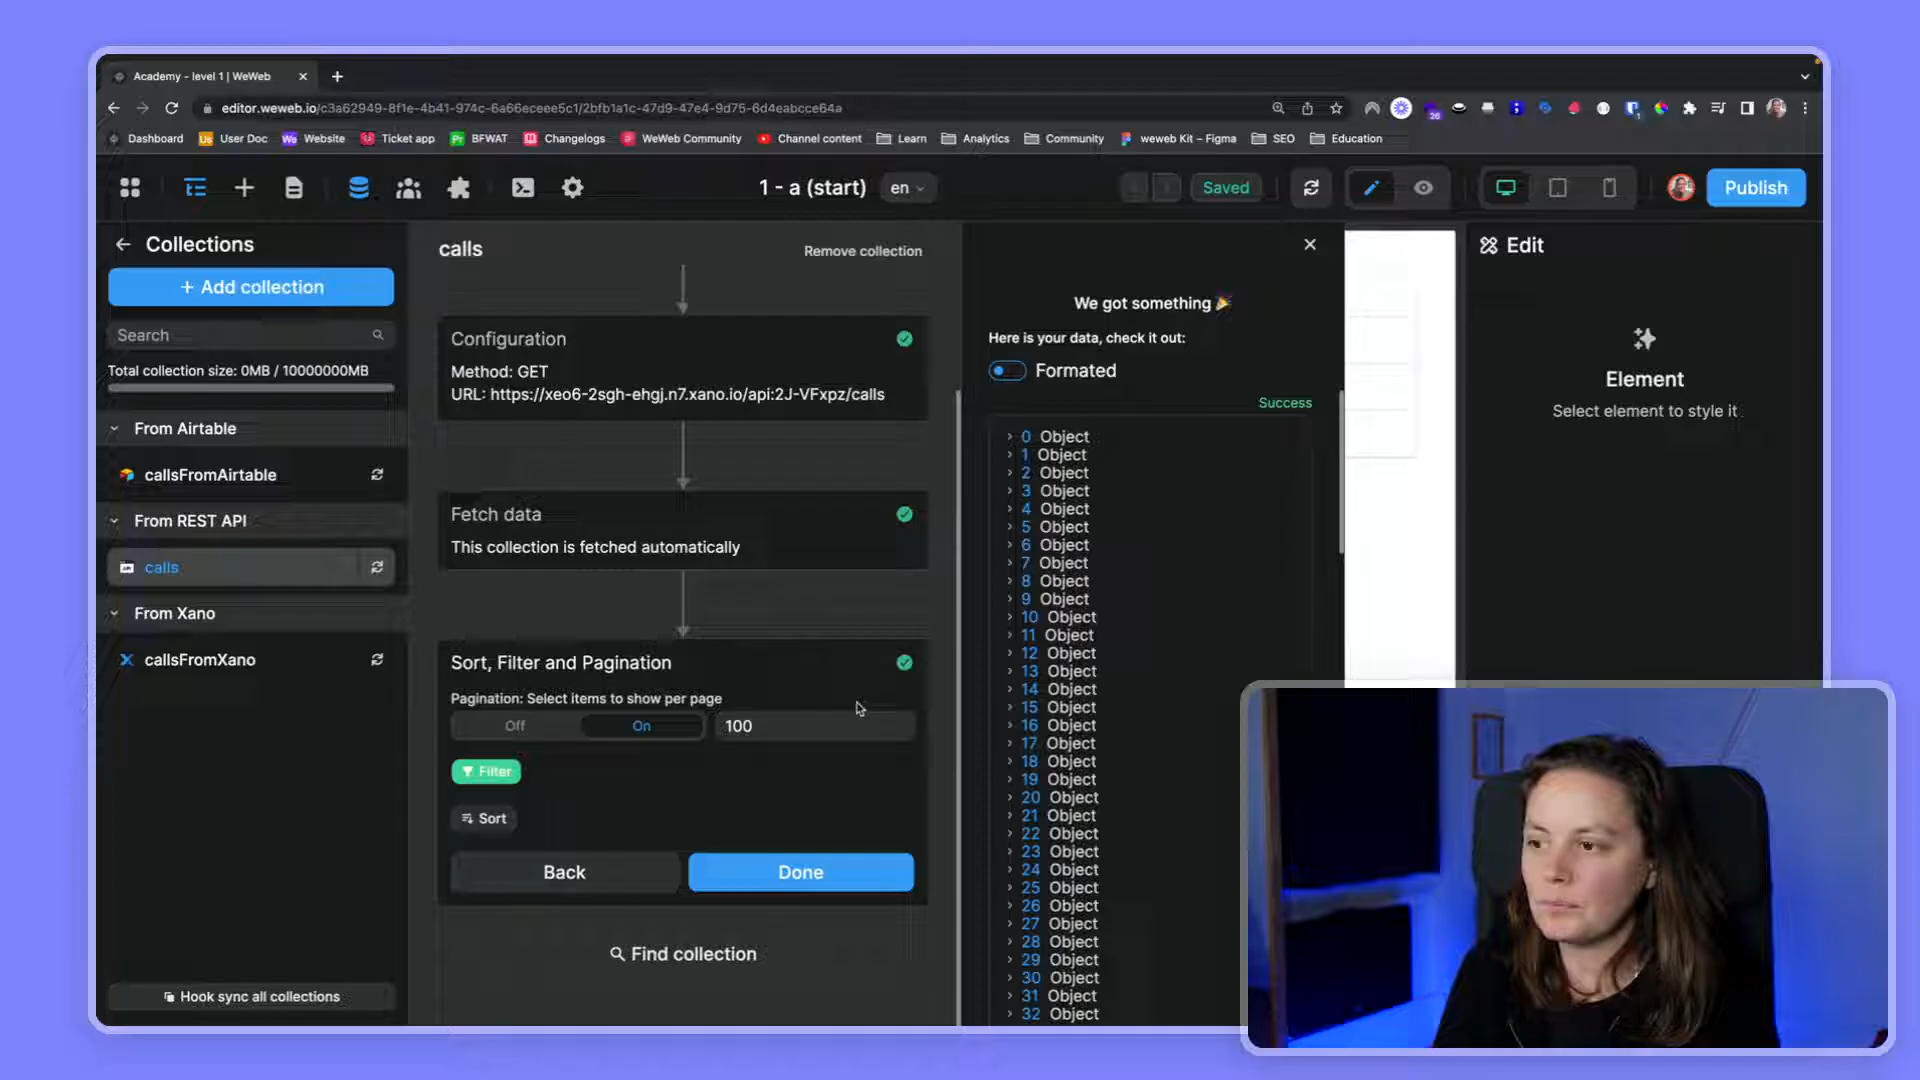 Academy - level 1 | WeWeb
editor.weweb.io/c3a62949-8f1e-4b41-974c-6a66eceee5c1/2bfb1a1c-47d9-47e4-9d75-6d4eabcce64a
26
Dashboard
User Doc
Website
Ticket app
BFWAT
Changelogs
WeWeb Community
Channel content
Learn
Analytics
Community
weweb Kit – Figma
SEO
Education
1 - a (start)
en
Saved
Publish
Collections
+ Add collection
Search
Total collection size: 0MB / 10000000MB
From Airtable
callsFromAirtable
From REST API
calls
From Xano
callsFromXano
Hook sync all collections
calls
Remove collection
Configuration
Method: GET
URL: https://xeo6-2sgh-ehgj.n7.xano.io/api:2J-VFxpz/calls
Fetch data
This collection is fetched automatically
Sort, Filter and Pagination
Pagination: Select items to show per page
Off
On
100
Filter
Sort
Back
Done
Find collection
We got something
Here is your data, check it out:
Formated
Success
0 Object
1 Object
2 Object
3 Object
4 Object
5 Object
6 Object
7 Object
8 Object
9 Object
10 Object
11 Object
12 Object
13 Object
14 Object
15 Object
16 Object
17 Object
18 Object
19 Object
20 Object
21 Object
22 Object
23 Object
24 Object
25 Object
26 Object
27 Object
28 Object
29 Object
30 Object
31 Object
32 Object
Edit
Element
Select element to style it